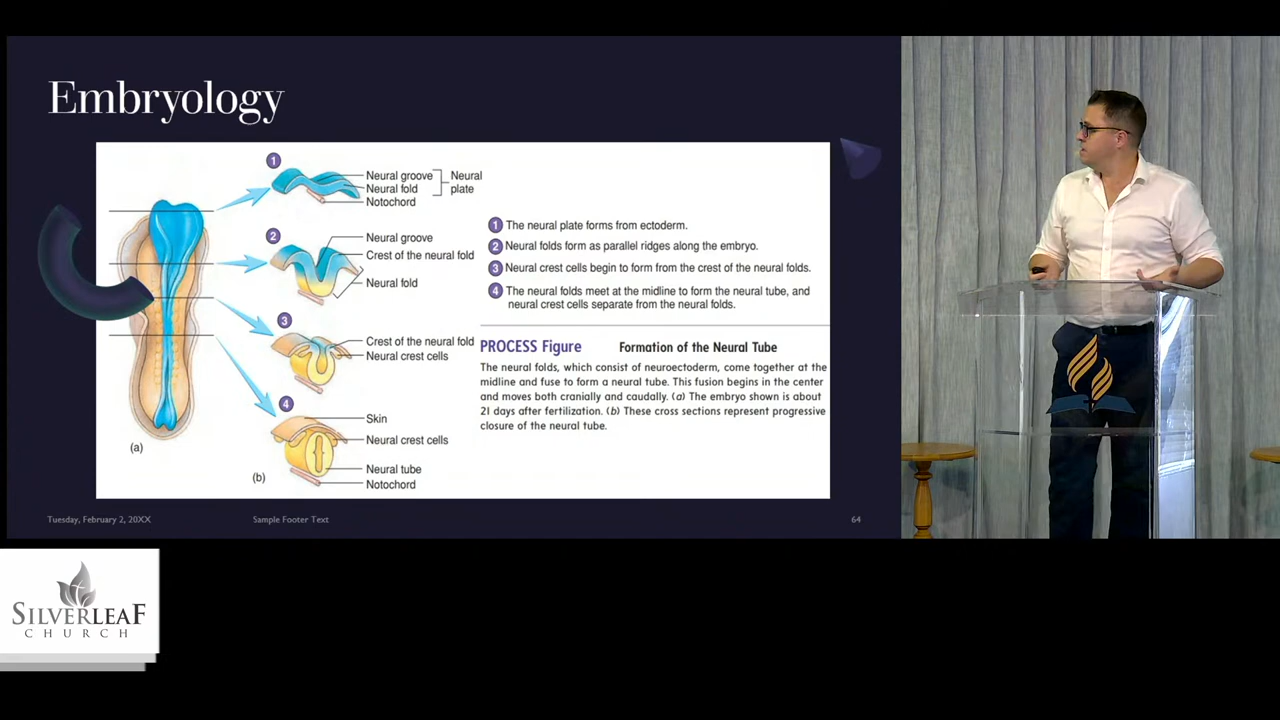 Embryology
1
Neural groove
Neural fold
Notochord
Neural
plate
2
Neural groove
Crest of the neural fold
Neural fold
3
Crest of the neural fold
Neural crest cells
4
Skin
Neural crest cells
Neural tube
Notochord
(a)
(b)
1 The neural plate forms from ectoderm.
2 Neural folds form as parallel ridges along the embryo.
3 Neural crest cells begin to form from the crest of the neural folds.
4 The neural folds meet at the midline to form the neural tube, and
neural crest cells separate from the neural folds.
PROCESS Figure Formation of the Neural Tube
The neural folds, which consist of neuroectoderm, come together at the
midline and fuse to form a neural tube. This fusion begins in the center
and moves both cranially and caudally. (a) The embryo shown is about
21 days after fertilization. (b) These cross sections represent progressive
closure of the neural tube.
Tuesday, February 2, 20XX
Sample Footer Text
64
SILVERLEAF
CHURCH